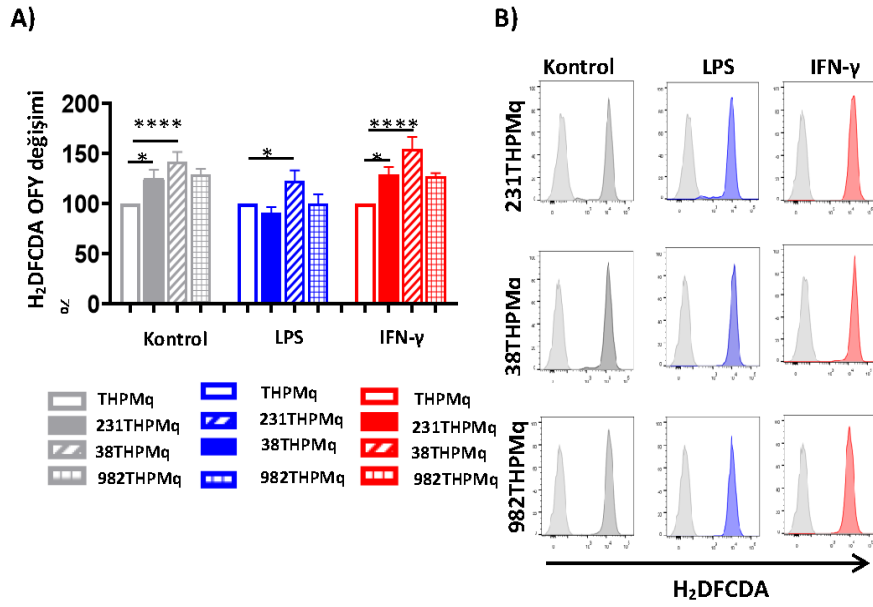 A)
H₂DFCDA OFY değişimi
%
200
150
100
50
0
****
*
*
****
*
Kontrol
LPS
IFN-γ
THPMq
231THPMq
38THPMq
982THPMq
THPMq
231THPMq
38THPMq
982THPMq
THPMq
231THPMq
38THPMq
982THPMq
B)
Kontrol
LPS
IFN-γ
231THPMq
38THPMq
982THPMq
H₂DFCDA